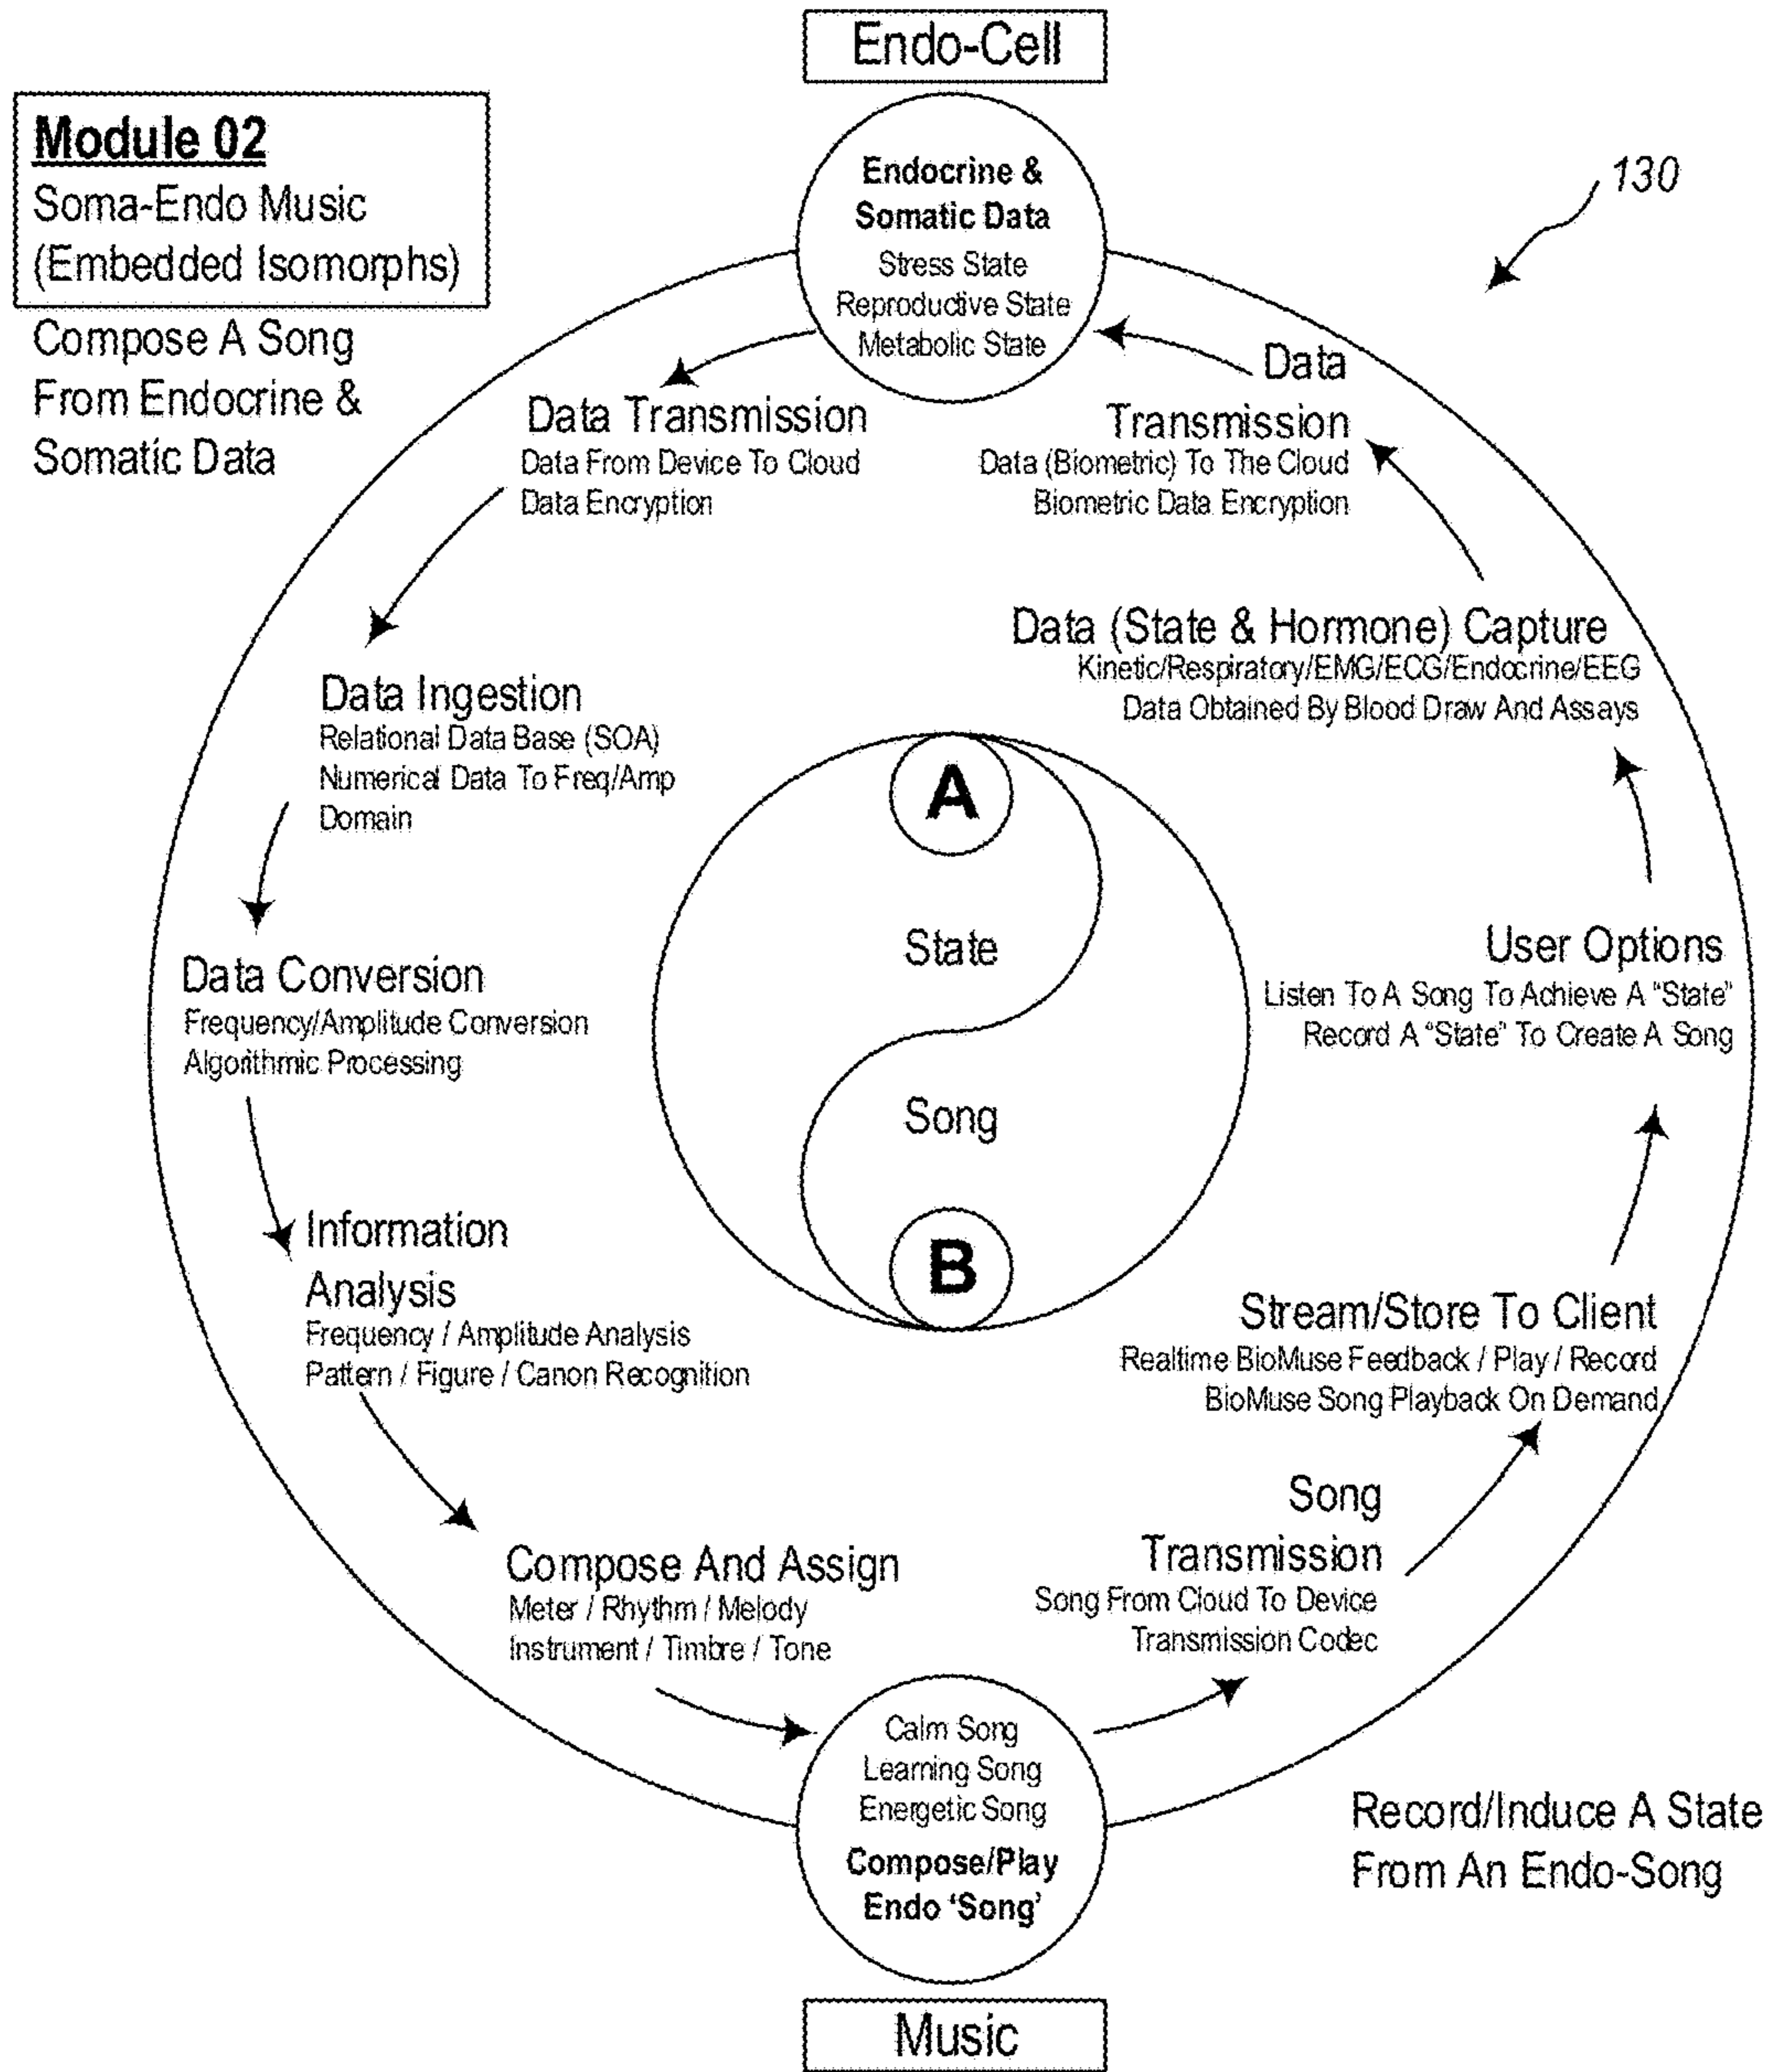 Endo-Cell
Module 02
Soma-Endo Music
(Embedded Isomorphs)
Compose A Song
From Endocrine &
Somatic Data
130
Endocrine &
Somatic Data
Stress State
Reproductive State
Metabolic State
Data Transmission
Data From Device To Cloud
Data Encryption
Data Ingestion
Relational Data Base (SOA)
Numerical Data To Freq/Amp
Domain
Data Conversion
Frequency/Amplitude Conversion
Algorithmic Processing
Information
Analysis
Frequency / Amplitude Analysis
Pattern / Figure / Canon Recognition
Compose And Assign
Meter / Rhythm / Melody
Instrument / Timbre / Tone
A
State
Song
B
Calm Song
Learning Song
Energetic Song
Compose/Play
Endo ‘Song’
Music
Song
Transmission
Song From Cloud To Device
Transmission Codec
Stream/Store To Client
Realtime BioMuse Feedback / Play / Record
BioMuse Song Playback On Demand
User Options
Listen To A Song To Achieve A “State”
Record A “State” To Create A Song
Data (State & Hormone) Capture
Kinetic/Respiratory/EMG/ECG/Endocrine/EEG
Data Obtained By Blood Draw And Assays
Data
Transmission
Data (Biometric) To The Cloud
Biometric Data Encryption
Record/Induce A State
From An Endo-Song